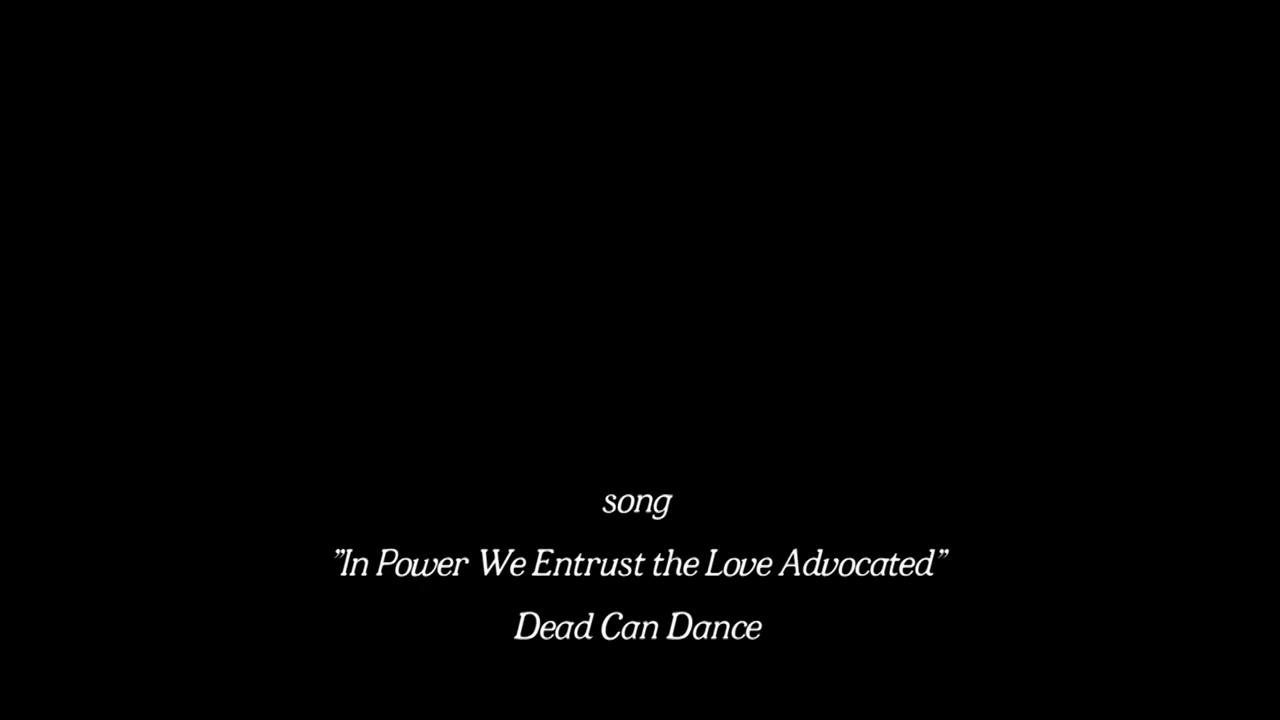 song
”In Power We Entrust the Love Advocated”
Dead Can Dance